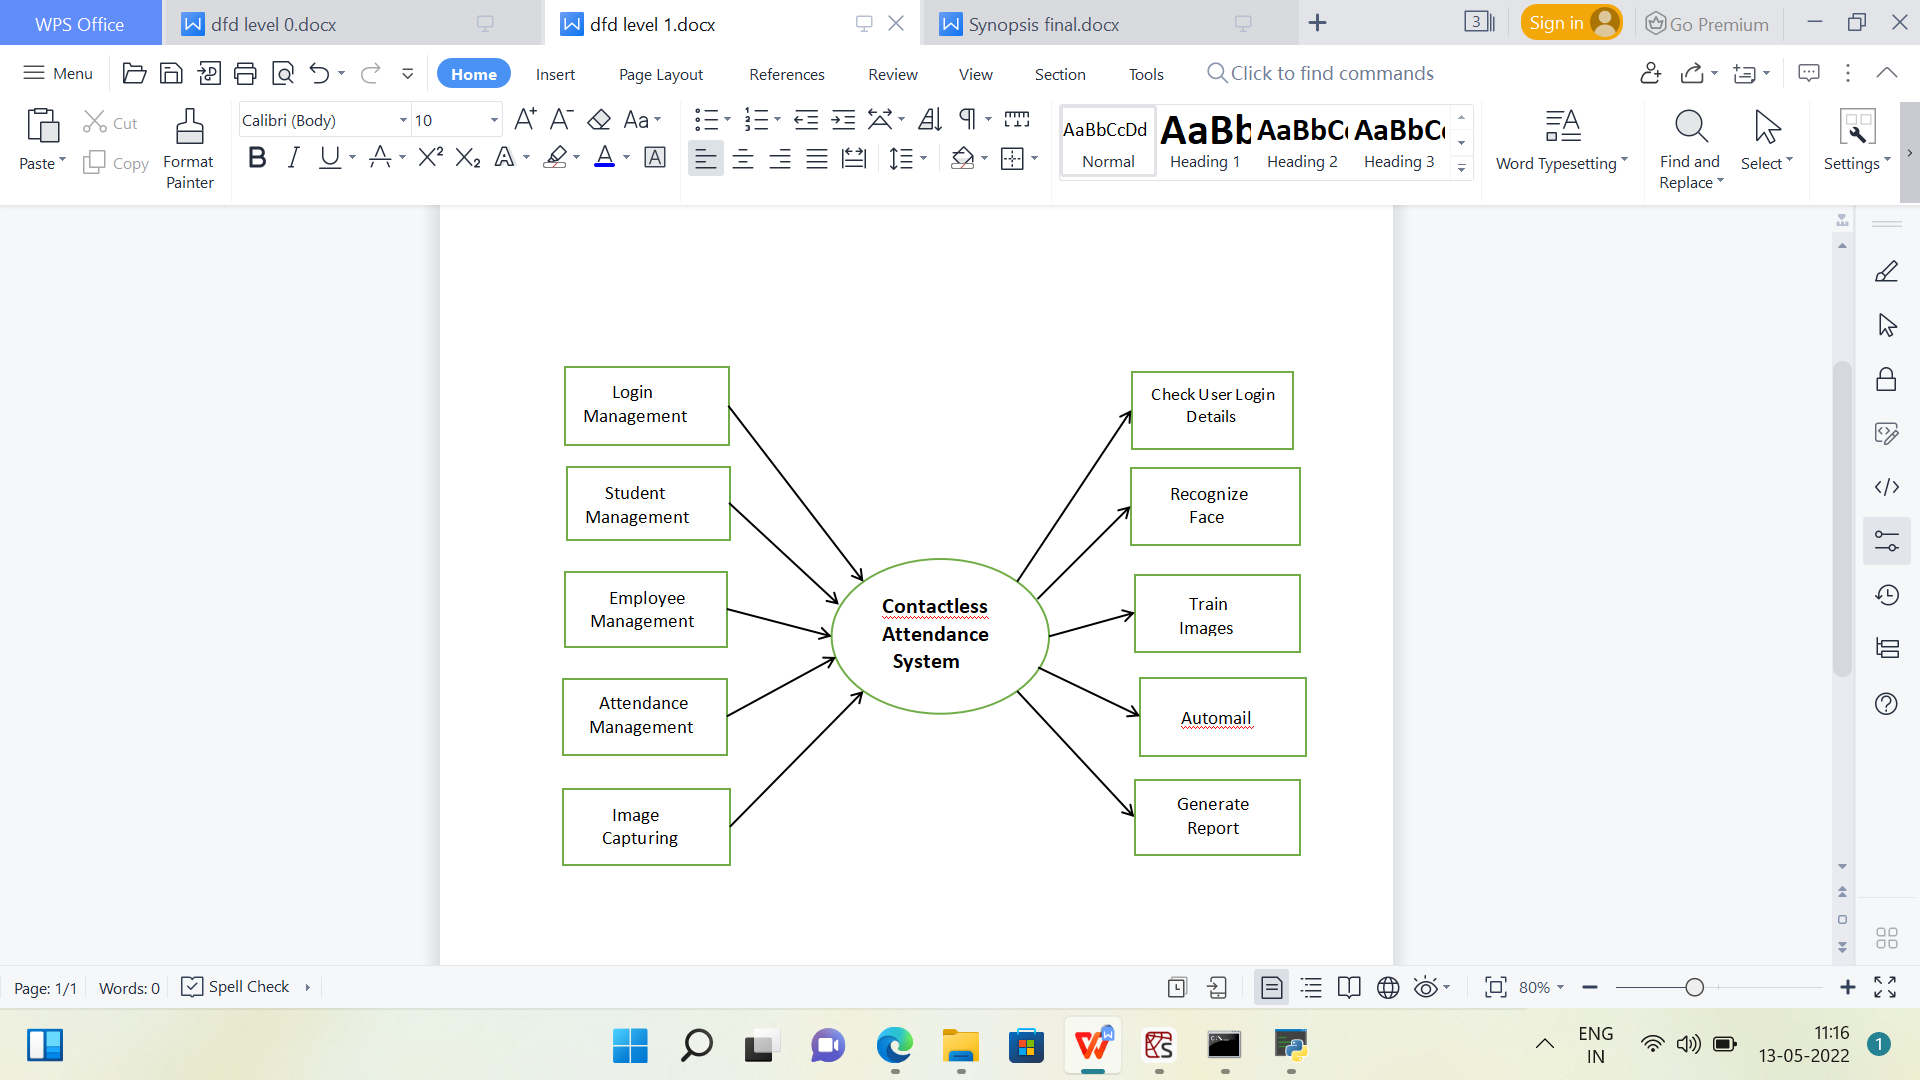 WPS Office
dfd level 0.docx
dfd level 1.docx
Synopsis final.docx
3
Sign in
Go Premium
Menu
Home
Insert
Page Layout
References
Review
View
Section
Tools
Click to find commands
Paste
Cut
Copy
Format
Painter
Calibri (Body)
10
AaBbCcDd
Normal
AaBb
Heading 1
AaBbC
Heading 2
AaBbC
Heading 3
Word Typesetting
Find and
Replace
Select
Settings
Login
Management
Student
Management
Employee
Management
Attendance
Management
Image
Capturing
Contactless
Attendance
System
Check User Login
Details
Recognize
Face
Train
Images
Automail
Generate
Report
Page: 1/1
Words: 0
Spell Check
80%
ENG
IN
11:16
13-05-2022
1